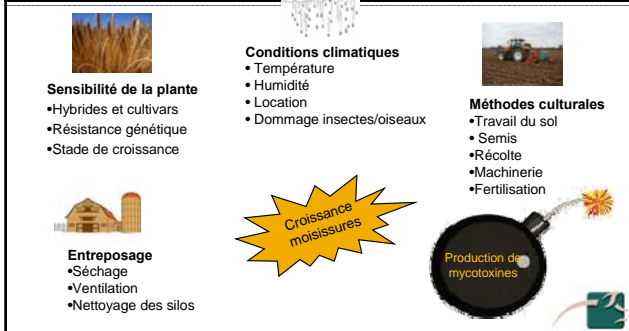 Sensibilité de la plante
•Hybrides et cultivars
•Résistance génétique
•Stade de croissance
Conditions climatiques
• Température
• Humidité
• Location
• Dommage insectes/oiseaux
Méthodes culturales
•Travail du sol
• Semis
•Récolte
•Machinerie
•Fertilisation
Entreposage
•Séchage
•Ventilation
•Nettoyage des silos
Croissance
moisissures
Production de
mycotoxines